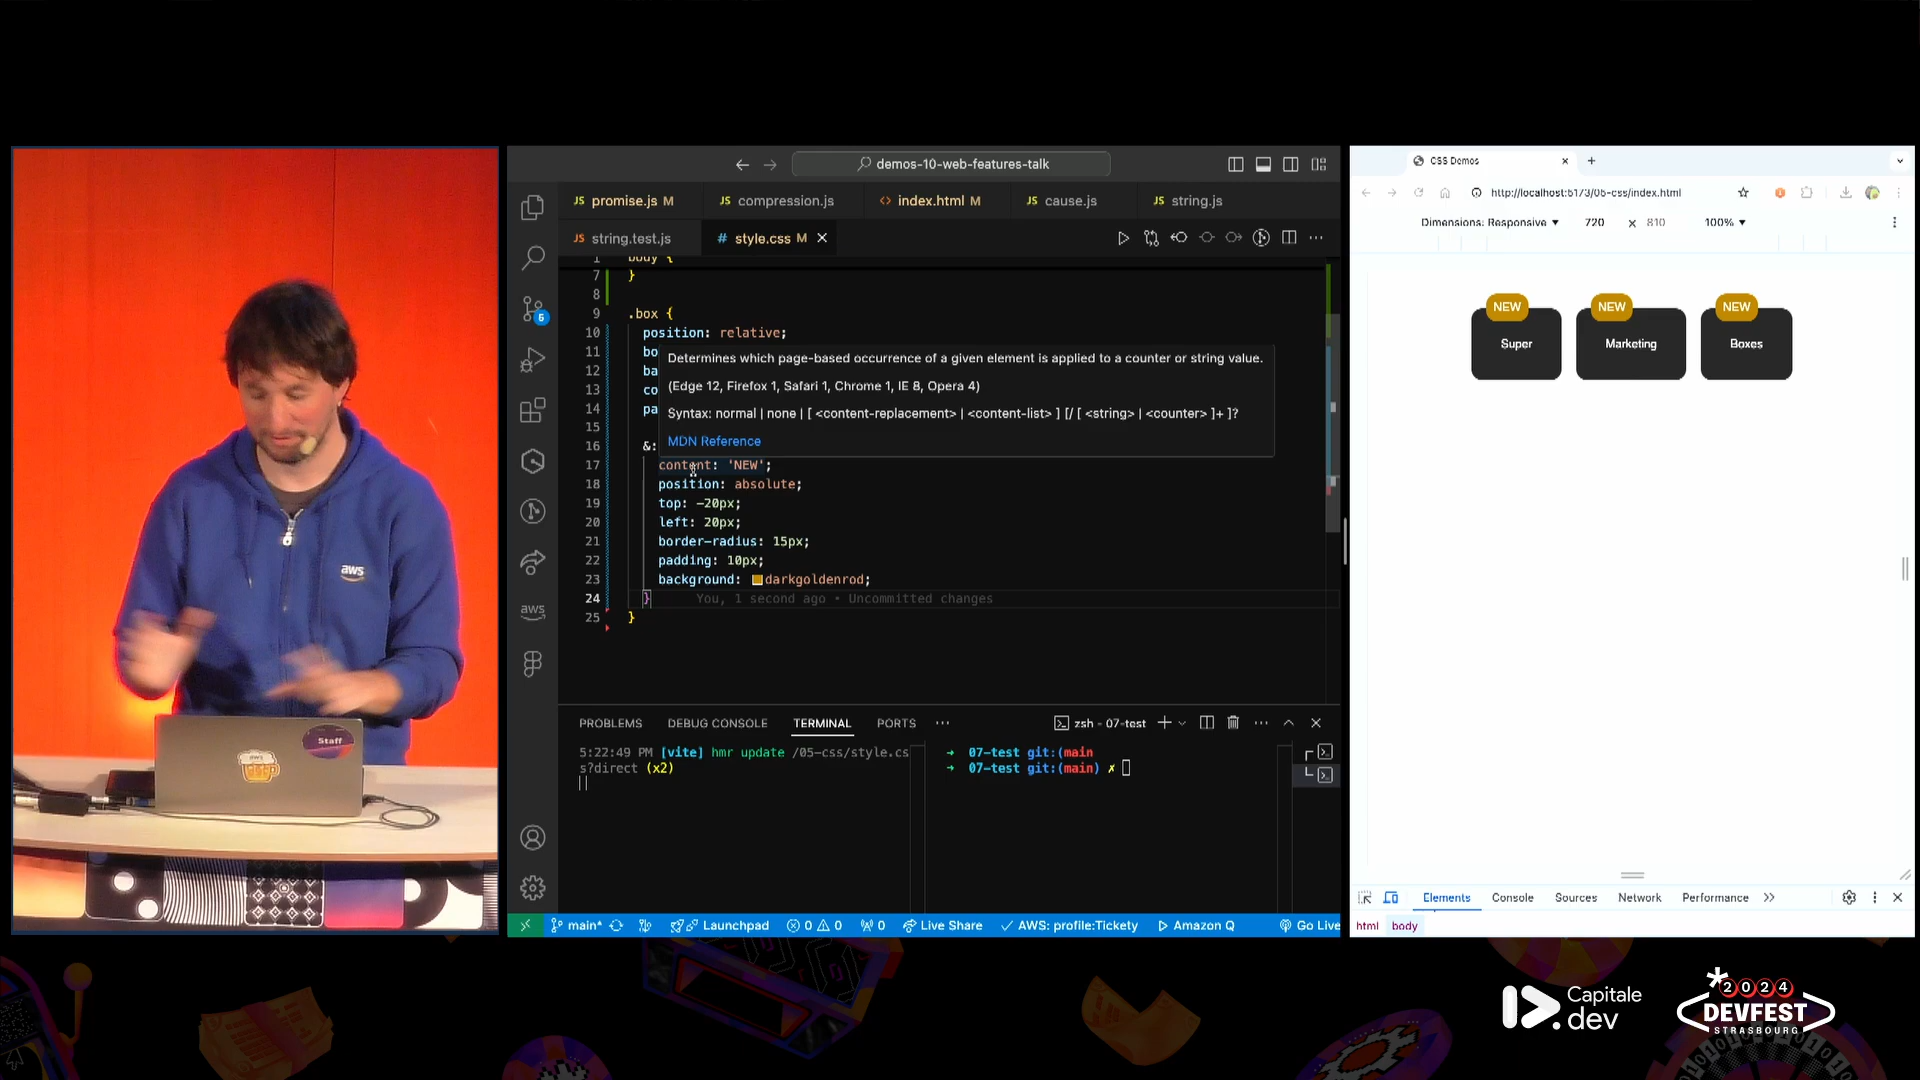 aws
Staff
aws
demos-10-web-features-talk
JS promise.js M
JS compression.js
<> index.html M
JS cause.js
JS string.js
JS string.test.js
# style.css M
1 body {
7 }
8
9 .box {
10 position: relative;
11 bo
12 ba
13 co
14 pa
15
16 &:
Determines which page-based occurrence of a given element is applied to a counter or string value.
(Edge 12, Firefox 1, Safari 1, Chrome 1, IE 8, Opera 4)
Syntax: normal | none | [ <content-replacement> | <content-list> ] [/ [ <string> | <counter> ]+ ]?
MDN Reference
17 content: 'NEW';
18 position: absolute;
19 top: -20px;
20 left: 20px;
21 border-radius: 15px;
22 padding: 10px;
23 background: darkgoldenrod;
24 } You, 1 second ago • Uncommitted changes
25 }
5
aws
PROBLEMS DEBUG CONSOLE TERMINAL PORTS ··· zsh - 07-test
5:22:49 PM [vite] hmr update /05-css/style.cs
s?direct (x2)
→ 07-test git:(main
→ 07-test git:(main) ✗
main* Launchpad 0 0 0 Live Share AWS: profile:Tickety Amazon Q Go Live
CSS Demos
http://localhost:5173/05-css/index.html
Dimensions: Responsive 720 × 810 100%
NEW
Super
NEW
Marketing
NEW
Boxes
Elements Console Sources Network Performance
html body
Capitale
.dev
2024
DEVFEST
STRASBOURG